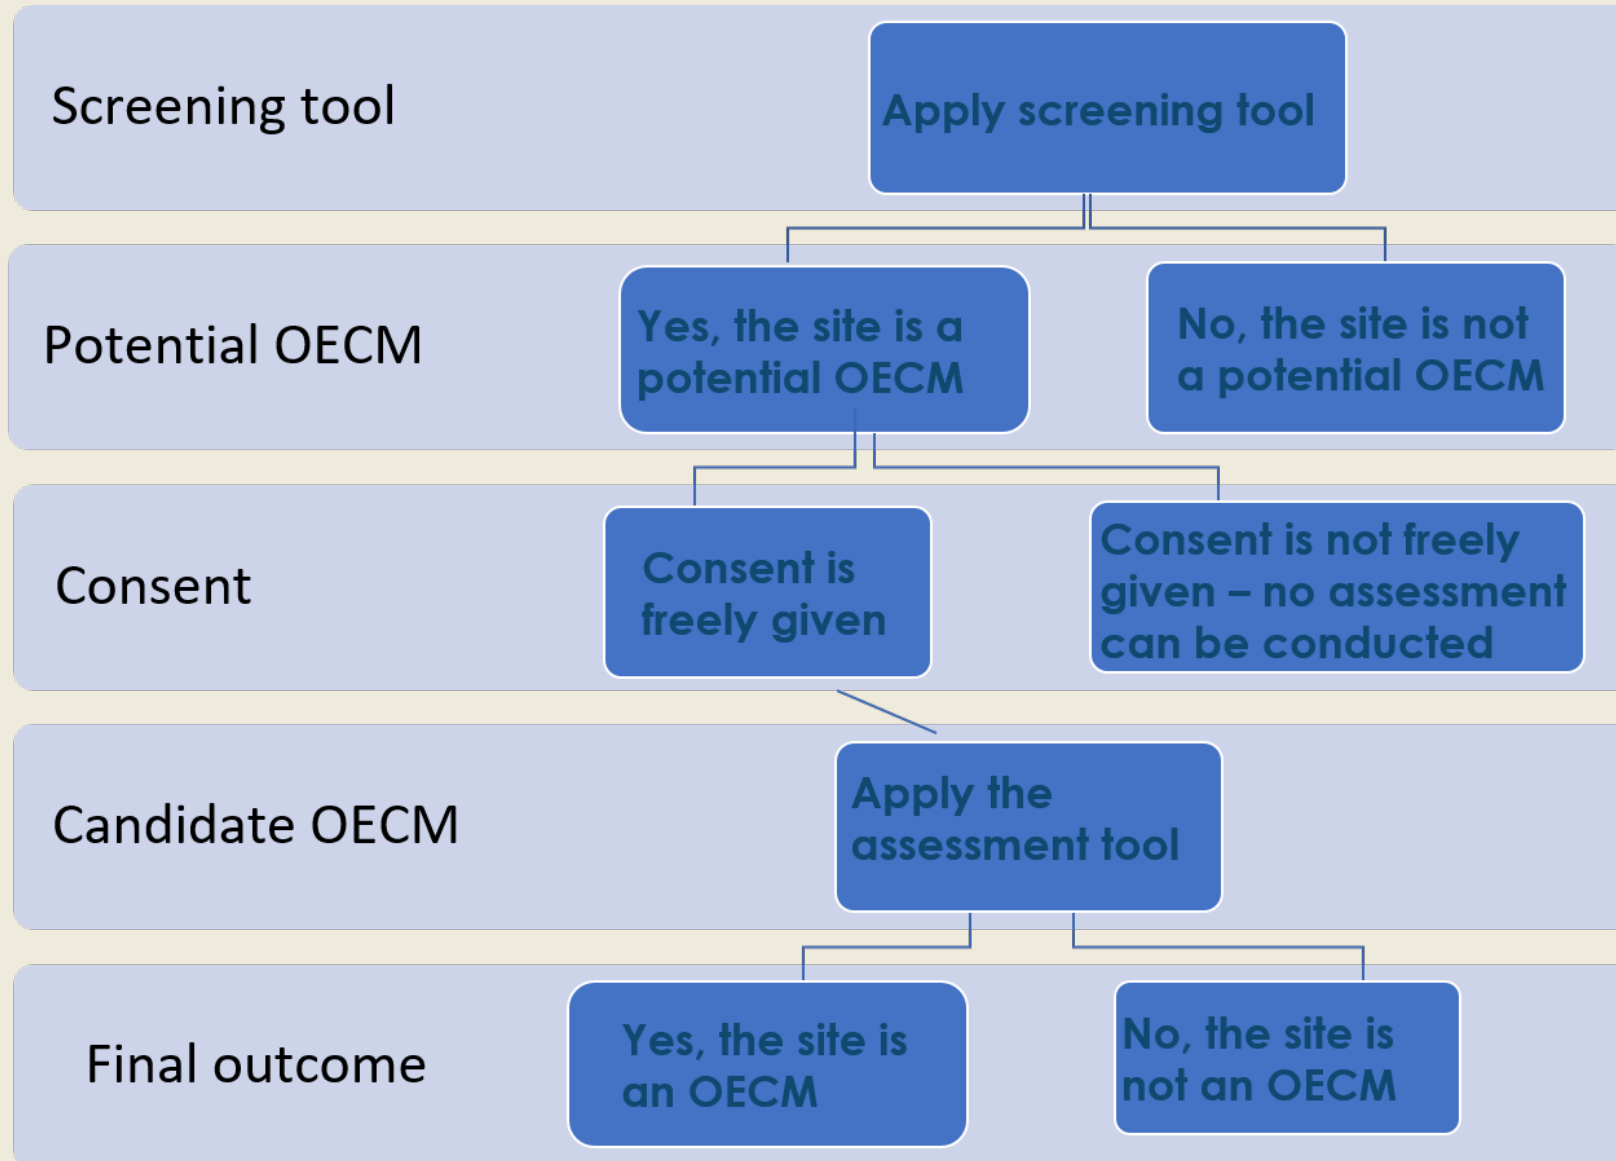 Screening tool
Apply screening tool
Potential OECM
Yes, the site is a
potential OECM
No, the site is not
a potential OECM
Consent
Consent is
freely given
Consent is not freely
given – no assessment
can be conducted
Candidate OECM
Apply the
assessment tool
Final outcome
Yes, the site is
an OECM
No, the site is
not an OECM